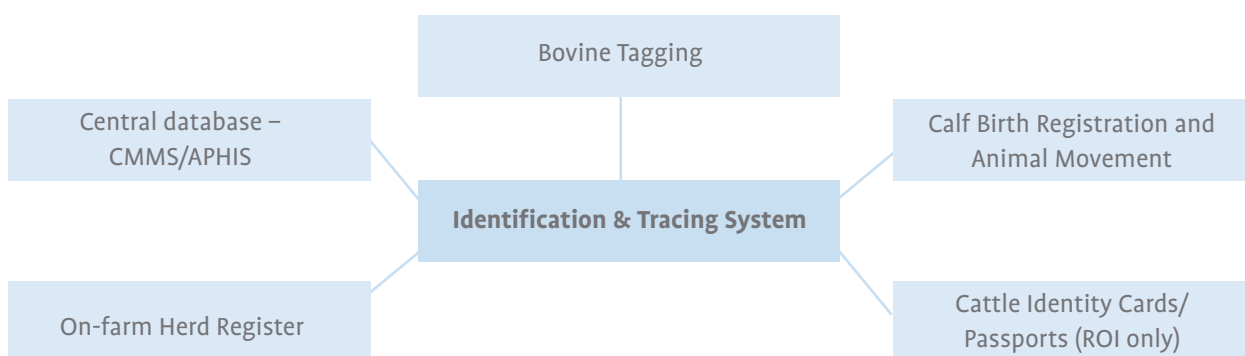 Bovine Tagging
Central database –
CMMS/APHIS
Calf Birth Registration and
Animal Movement
Identification & Tracing System
On-farm Herd Register
Cattle Identity Cards/
Passports (ROI only)